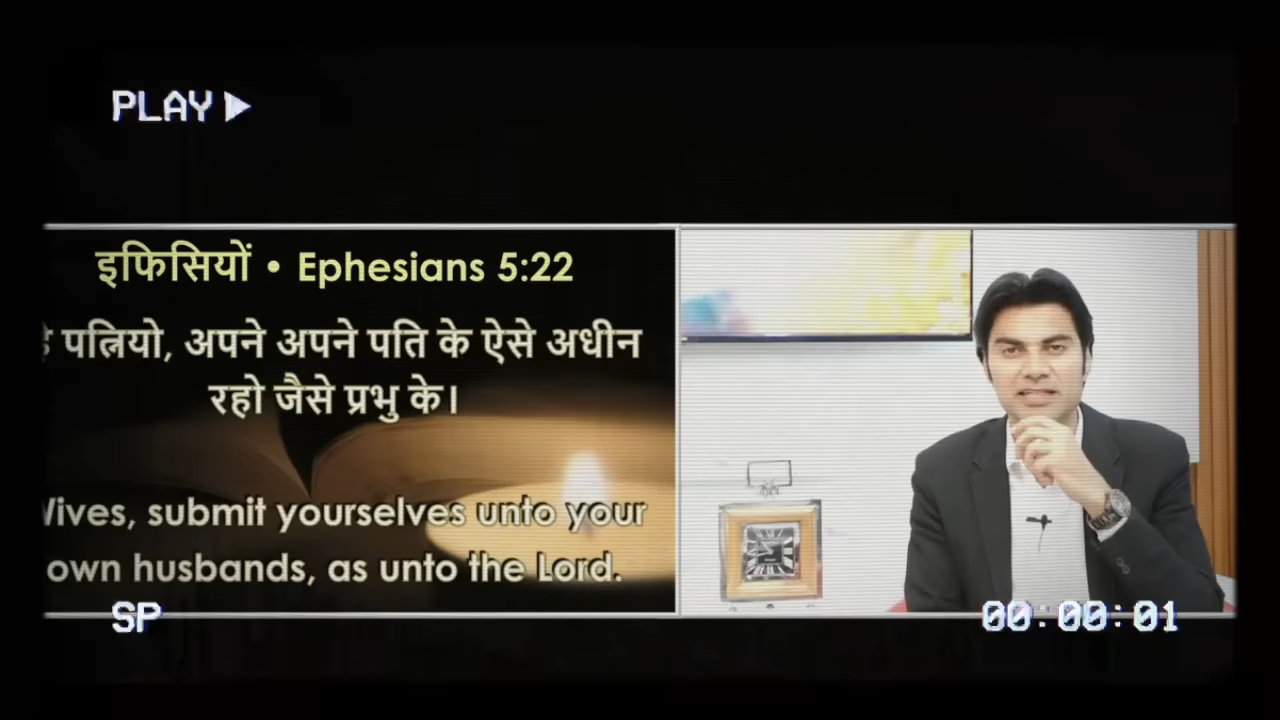 PLAY
इफिसियों • Ephesians 5:22
पत्नियो, अपने अपने पति के ऐसे अधीन
रहो जैसे प्रभु के।
submit yourselves unto your
own husbands, as unto the Lord.
SP
00:00:01